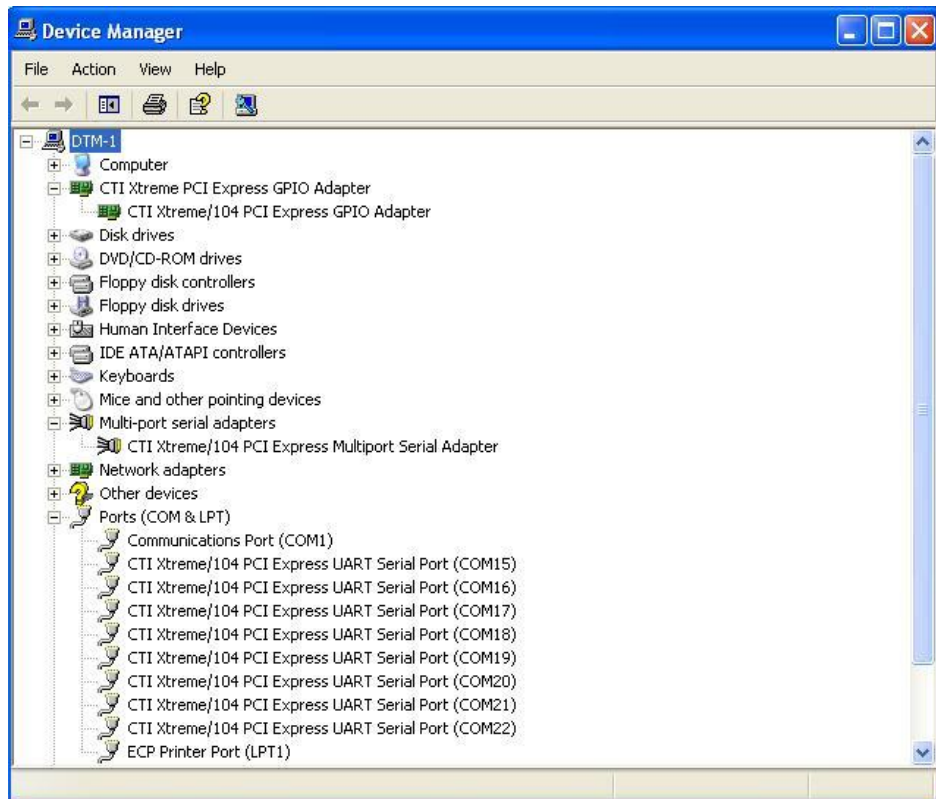 Device Manager
File Action View Help
DTM-1
Computer
CTI Xtreme PCI Express GPIO Adapter
CTI Xtreme/104 PCI Express GPIO Adapter
Disk drives
DVD/CD-ROM drives
Floppy disk controllers
Floppy disk drives
Human Interface Devices
IDE ATA/ATAPI controllers
Keyboards
Mice and other pointing devices
Multi-port serial adapters
CTI Xtreme/104 PCI Express Multiport Serial Adapter
Network adapters
Other devices
Ports (COM & LPT)
Communications Port (COM1)
CTI Xtreme/104 PCI Express UART Serial Port (COM15)
CTI Xtreme/104 PCI Express UART Serial Port (COM16)
CTI Xtreme/104 PCI Express UART Serial Port (COM17)
CTI Xtreme/104 PCI Express UART Serial Port (COM18)
CTI Xtreme/104 PCI Express UART Serial Port (COM19)
CTI Xtreme/104 PCI Express UART Serial Port (COM20)
CTI Xtreme/104 PCI Express UART Serial Port (COM21)
CTI Xtreme/104 PCI Express UART Serial Port (COM22)
ECP Printer Port (LPT1)